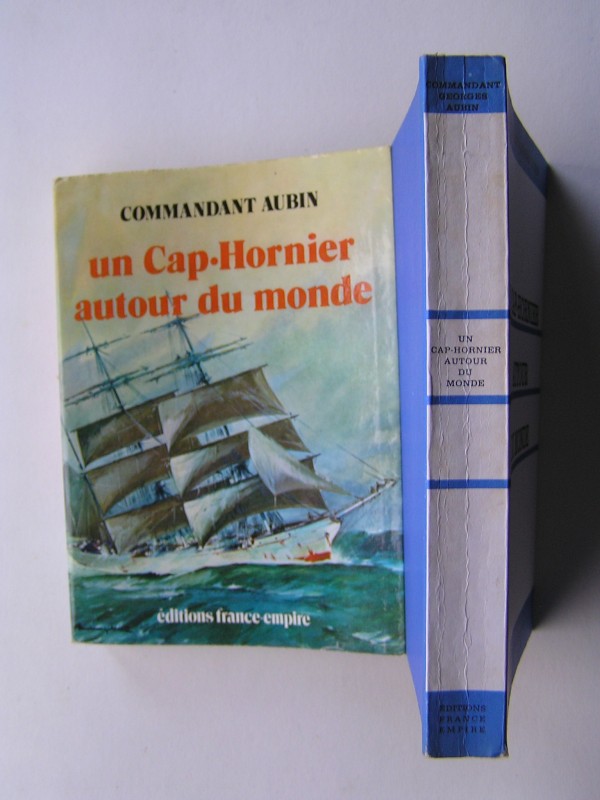 COMMANDANT AUBIN
un Cap-Hornier
autour du monde
éditions france-empire
COMMANDANT
GEORGES
AUBIN
UN
CAP-HORNIER
AUTOUR
DU
MONDE
EDITIONS
FRANCE
EMPIRE